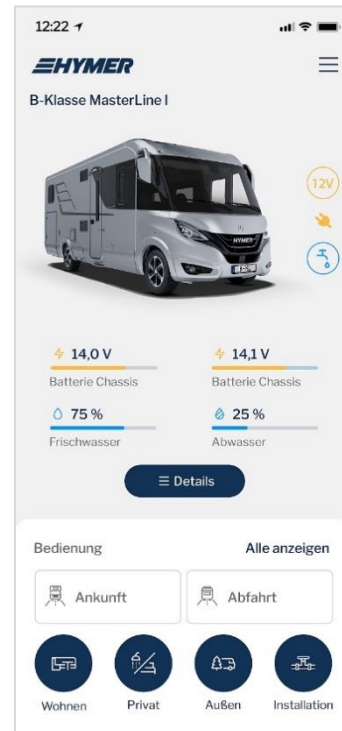 12:22
HYMER
B-Klasse MasterLine I
12V
HYMER
14,0 V
14,1 V
Batterie Chassis
Batterie Chassis
75 %
25 %
Frischwasser
Abwasser
Details
Bedienung
Alle anzeigen
Ankunft
Abfahrt
Wohnen
Privat
Außen
Installation